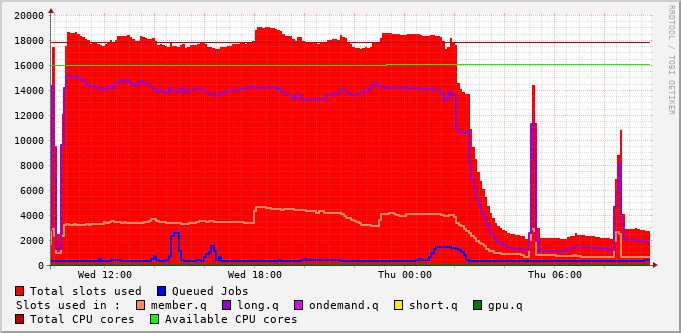 20000
18000
16000
14000
12000
10000
8000
6000
4000
2000
0
Wed 12:00 Wed 18:00 Thu 00:00 Thu 06:00
RRDTOOL / TOBI OETIKER
Total slots used Queued Jobs
Slots used in : member.q long.q ondemand.q short.q gpu.q
Total CPU cores Available CPU cores